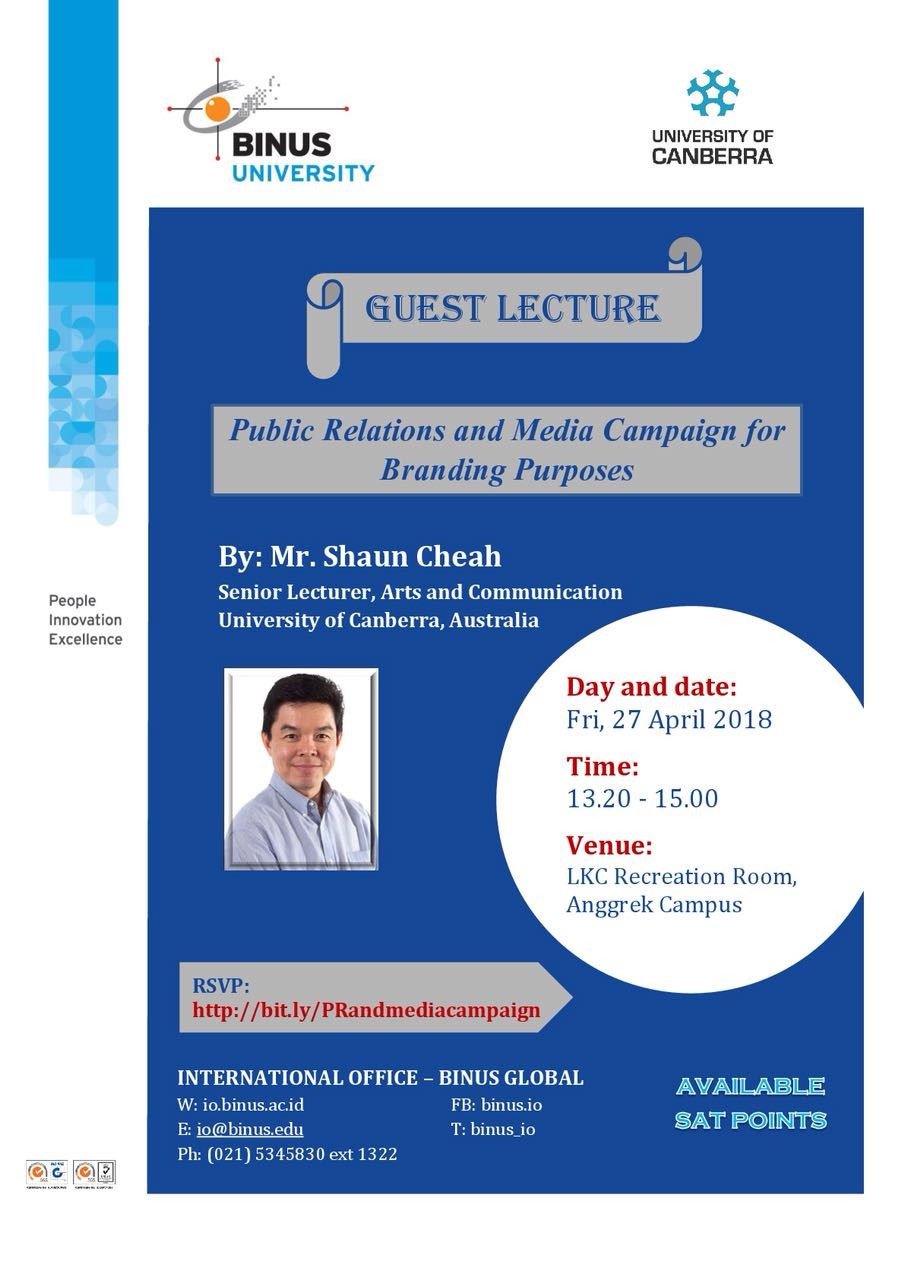 BINUS
UNIVERSITY
UNIVERSITY OF
CANBERRA
GUEST LECTURE
Public Relations and Media Campaign for
Branding Purposes
By: Mr. Shaun Cheah
Senior Lecturer, Arts and Communication
University of Canberra, Australia
People
Innovation
Excellence
Day and date:
Fri, 27 April 2018
Time:
13.20 - 15.00
Venue:
LKC Recreation Room,
Anggrek Campus
RSVP:
http://bit.ly/PRandmediacampaign
INTERNATIONAL OFFICE – BINUS GLOBAL
W: io.binus.ac.id
FB: binus.io
E: io@binus.edu
T: binus_io
Ph: (021) 5345830 ext 1322
AVAILABLE
SAT POINTS